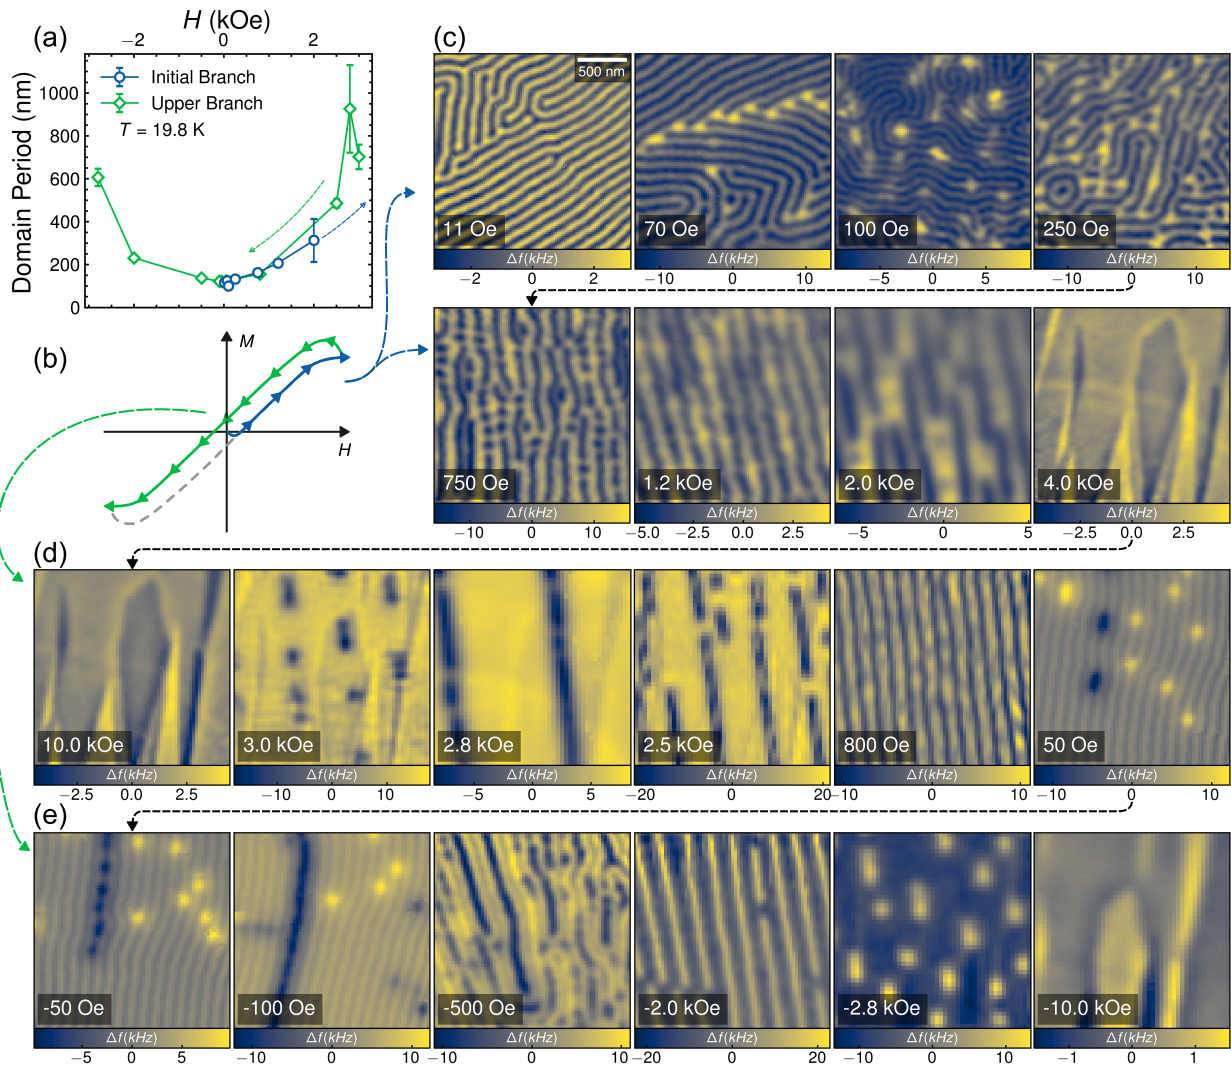 (a)
H (kOe)
−2 0 2
Domain Period (nm)
1000
800
600
400
200
0
Initial Branch
Upper Branch
T = 19.8 K
(b)
M
H
(c)
500 nm
11 Oe
70 Oe
100 Oe
250 Oe
Δf(kHz) Δf(kHz) Δf(kHz) Δf(kHz)
−2 0 2
−10 0 10
−5 0 5
−10 0 10
750 Oe
1.2 kOe
2.0 kOe
4.0 kOe
Δf(kHz) Δf(kHz) Δf(kHz) Δf(kHz)
−10 0 10
−5.0 −2.5 0.0 2.5
−5 0 5
−2.5 0.0 2.5
(d)
10.0 kOe
3.0 kOe
2.8 kOe
2.5 kOe
800 Oe
50 Oe
Δf(kHz) Δf(kHz) Δf(kHz) Δf(kHz) Δf(kHz) Δf(kHz)
−2.5 0.0 2.5
−10 0 10
−5 0 5
−20 0 20
−10 0 10
−10 0 10
(e)
-50 Oe
-100 Oe
-500 Oe
-2.0 kOe
-2.8 kOe
-10.0 kOe
Δf(kHz) Δf(kHz) Δf(kHz) Δf(kHz) Δf(kHz) Δf(kHz)
−5 0 5
−10 0 10
−10 0 10
−20 0 20
−10 0 10
−1 0 1